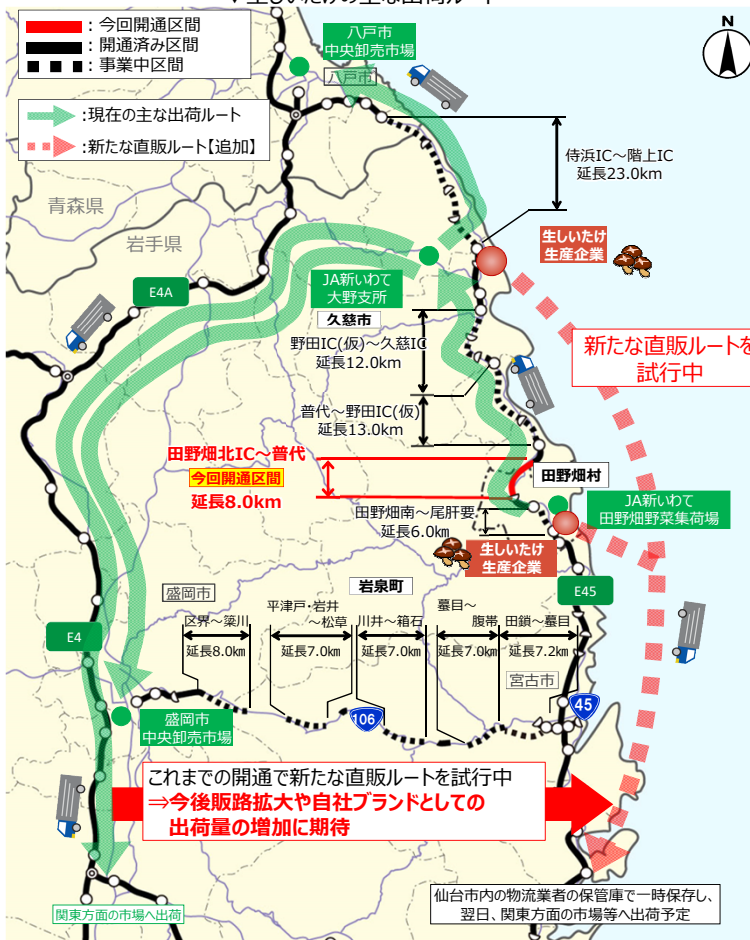 ▽生しいたけの主な出荷ルート
：今回開通区間
：開通済み区間
：事業中区間
：現在の主な出荷ルート
：新たな直販ルート【追加】
八戸市
中央卸売市場
八戸市
N
侍浜IC～階上IC
延長23.0km
青森県
岩手県
生しいたけ
生産企業
E4A
JA新いわて
大野支所
久慈市
野田IC(仮)～久慈IC
延長12.0km
新たな直販ルートを
試行中
普代～野田IC(仮)
延長13.0km
田野畑北IC～普代
今回開通区間
延長8.0km
田野畑村
JA新いわて
田野畑野菜集荷場
田野畑南～尾肝要
延長6.0km
生しいたけ
生産企業
岩泉町
E45
盛岡市
E4
区界～簗川
延長8.0km
平津戸・岩井
～松草
延長7.0km
川井～箱石
延長7.0km
蟇目～
腹帯
延長7.0km
田鎖～蟇目
延長7.2km
宮古市
45
106
盛岡市
中央卸売市場
これまでの開通で新たな直販ルートを試行中
⇒今後販路拡大や自社ブランドとしての
出荷量の増加に期待
関東方面の市場へ出荷
仙台市内の物流業者の保管庫で一時保存し、
翌日、関東方面の市場等へ出荷予定